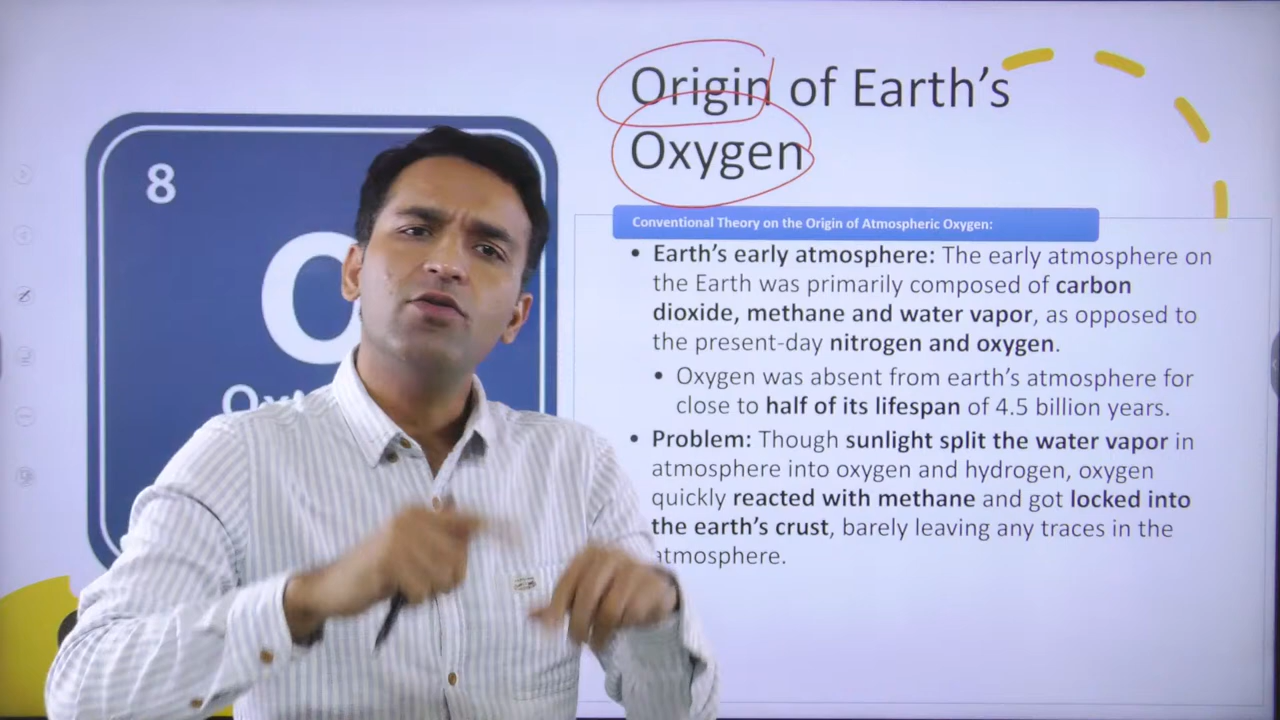 8
O
Origin of Earth's
Oxygen
Conventional Theory on the Origin of Atmospheric Oxygen:
• Earth's early atmosphere: The early atmosphere on
the Earth was primarily composed of carbon
dioxide, methane and water vapor, as opposed to
the present-day nitrogen and oxygen.
• Oxygen was absent from earth's atmosphere for
close to half of its lifespan of 4.5 billion years.
• Problem: Though sunlight split the water vapor in
atmosphere into oxygen and hydrogen, oxygen
quickly reacted with methane and got locked into
the earth's crust, barely leaving any traces in the
atmosphere.